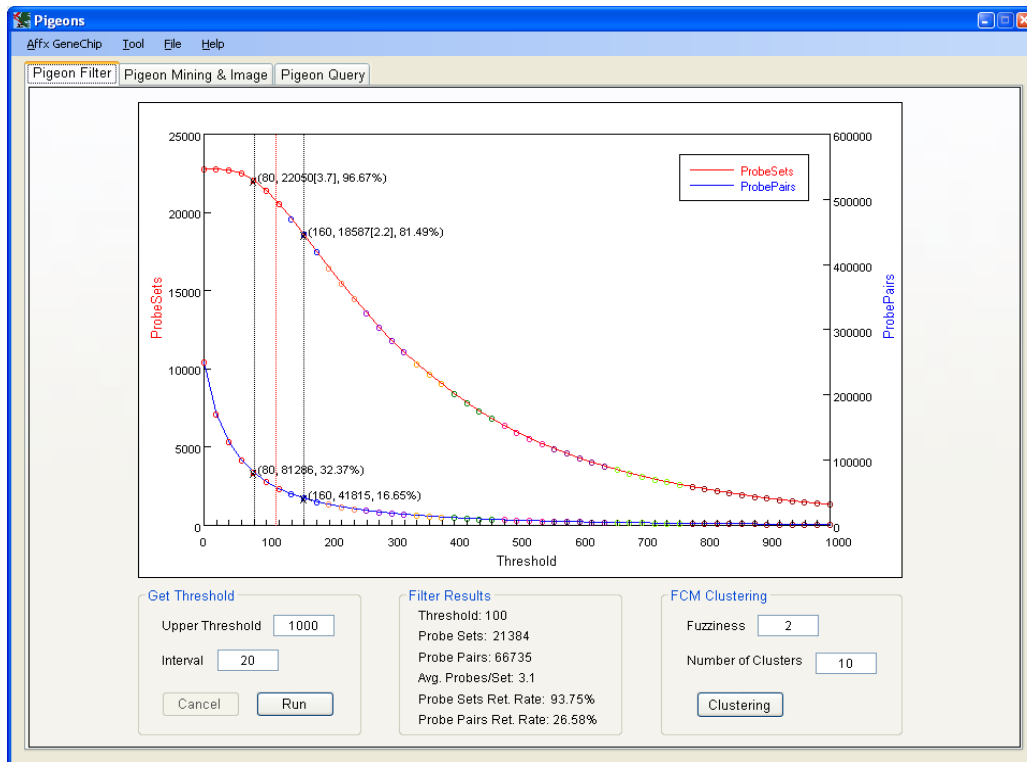 Pigeons
Affx GeneChip Tool File Help
Pigeon Filter Pigeon Mining & Image Pigeon Query
25000
20000
15000
10000
5000
0
ProbeSets
600000
500000
400000
300000
200000
100000
0
ProbePairs
ProbeSets
ProbePairs
(80, 22050[3.7], 96.67%)
(160, 18587[2.2], 81.49%)
(80, 81286, 32.37%)
(160, 41815, 16.65%)
0 100 200 300 400 500 600 700 800 900 1000
Threshold
Get Threshold
Upper Threshold 1000
Interval 20
Cancel Run
Filter Results
Threshold: 100
Probe Sets: 21384
Probe Pairs: 66735
Avg. Probes/Set: 3.1
Probe Sets Ret. Rate: 93.75%
Probe Pairs Ret. Rate: 26.58%
FCM Clustering
Fuzziness 2
Number of Clusters 10
Clustering